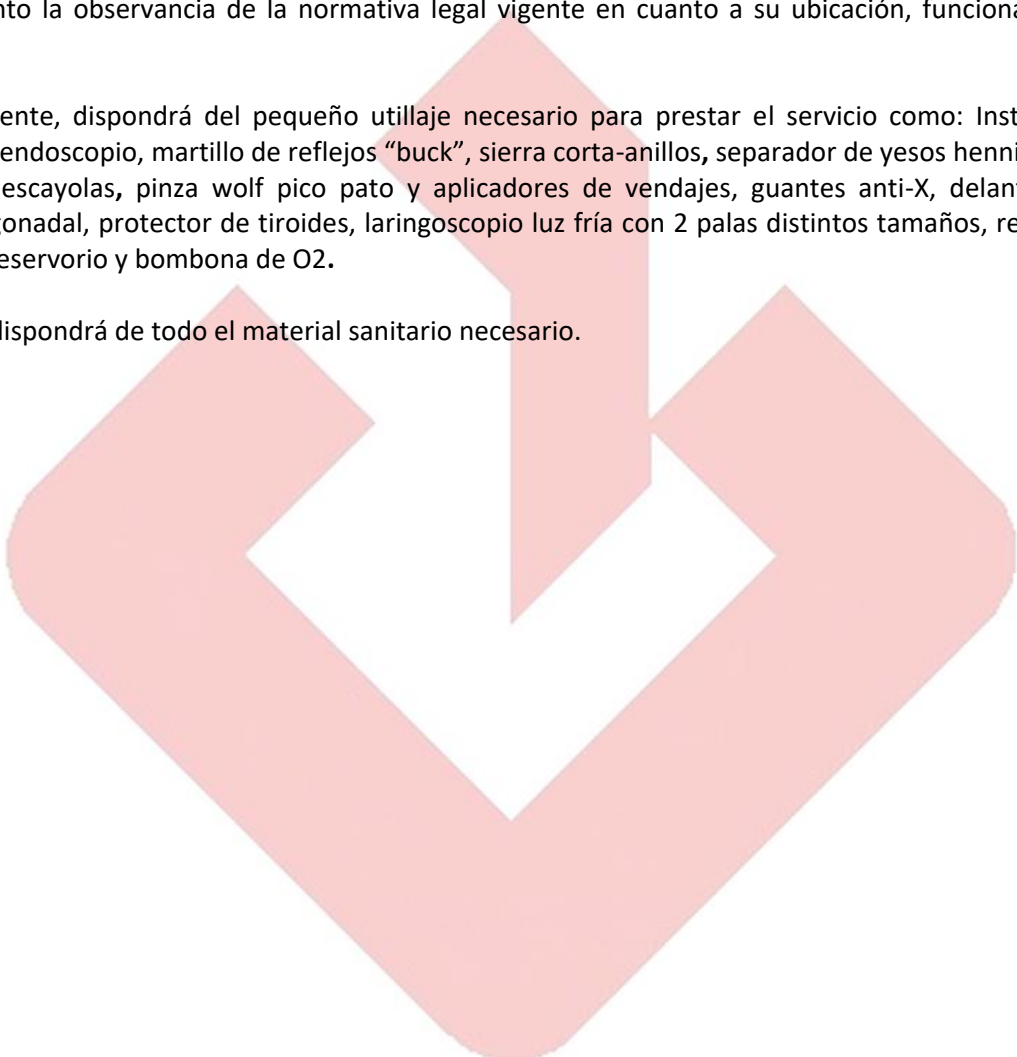 nto la observancia de la normativa legal vigente en cuanto a su ubicación, funciona
ente, dispondrá del pequeño utillaje necesario para prestar el servicio como: Inst
endoscopio, martillo de reflejos “buck”, sierra corta-anillos, separador de yesos henni
escayolas, pinza wolf pico pato y aplicadores de vendajes, guantes anti-X, delant
gonadal, protector de tiroides, laringoscopio luz fría con 2 palas distintos tamaños, re
eservorio y bombona de O2.
dispondrá de todo el material sanitario necesario.